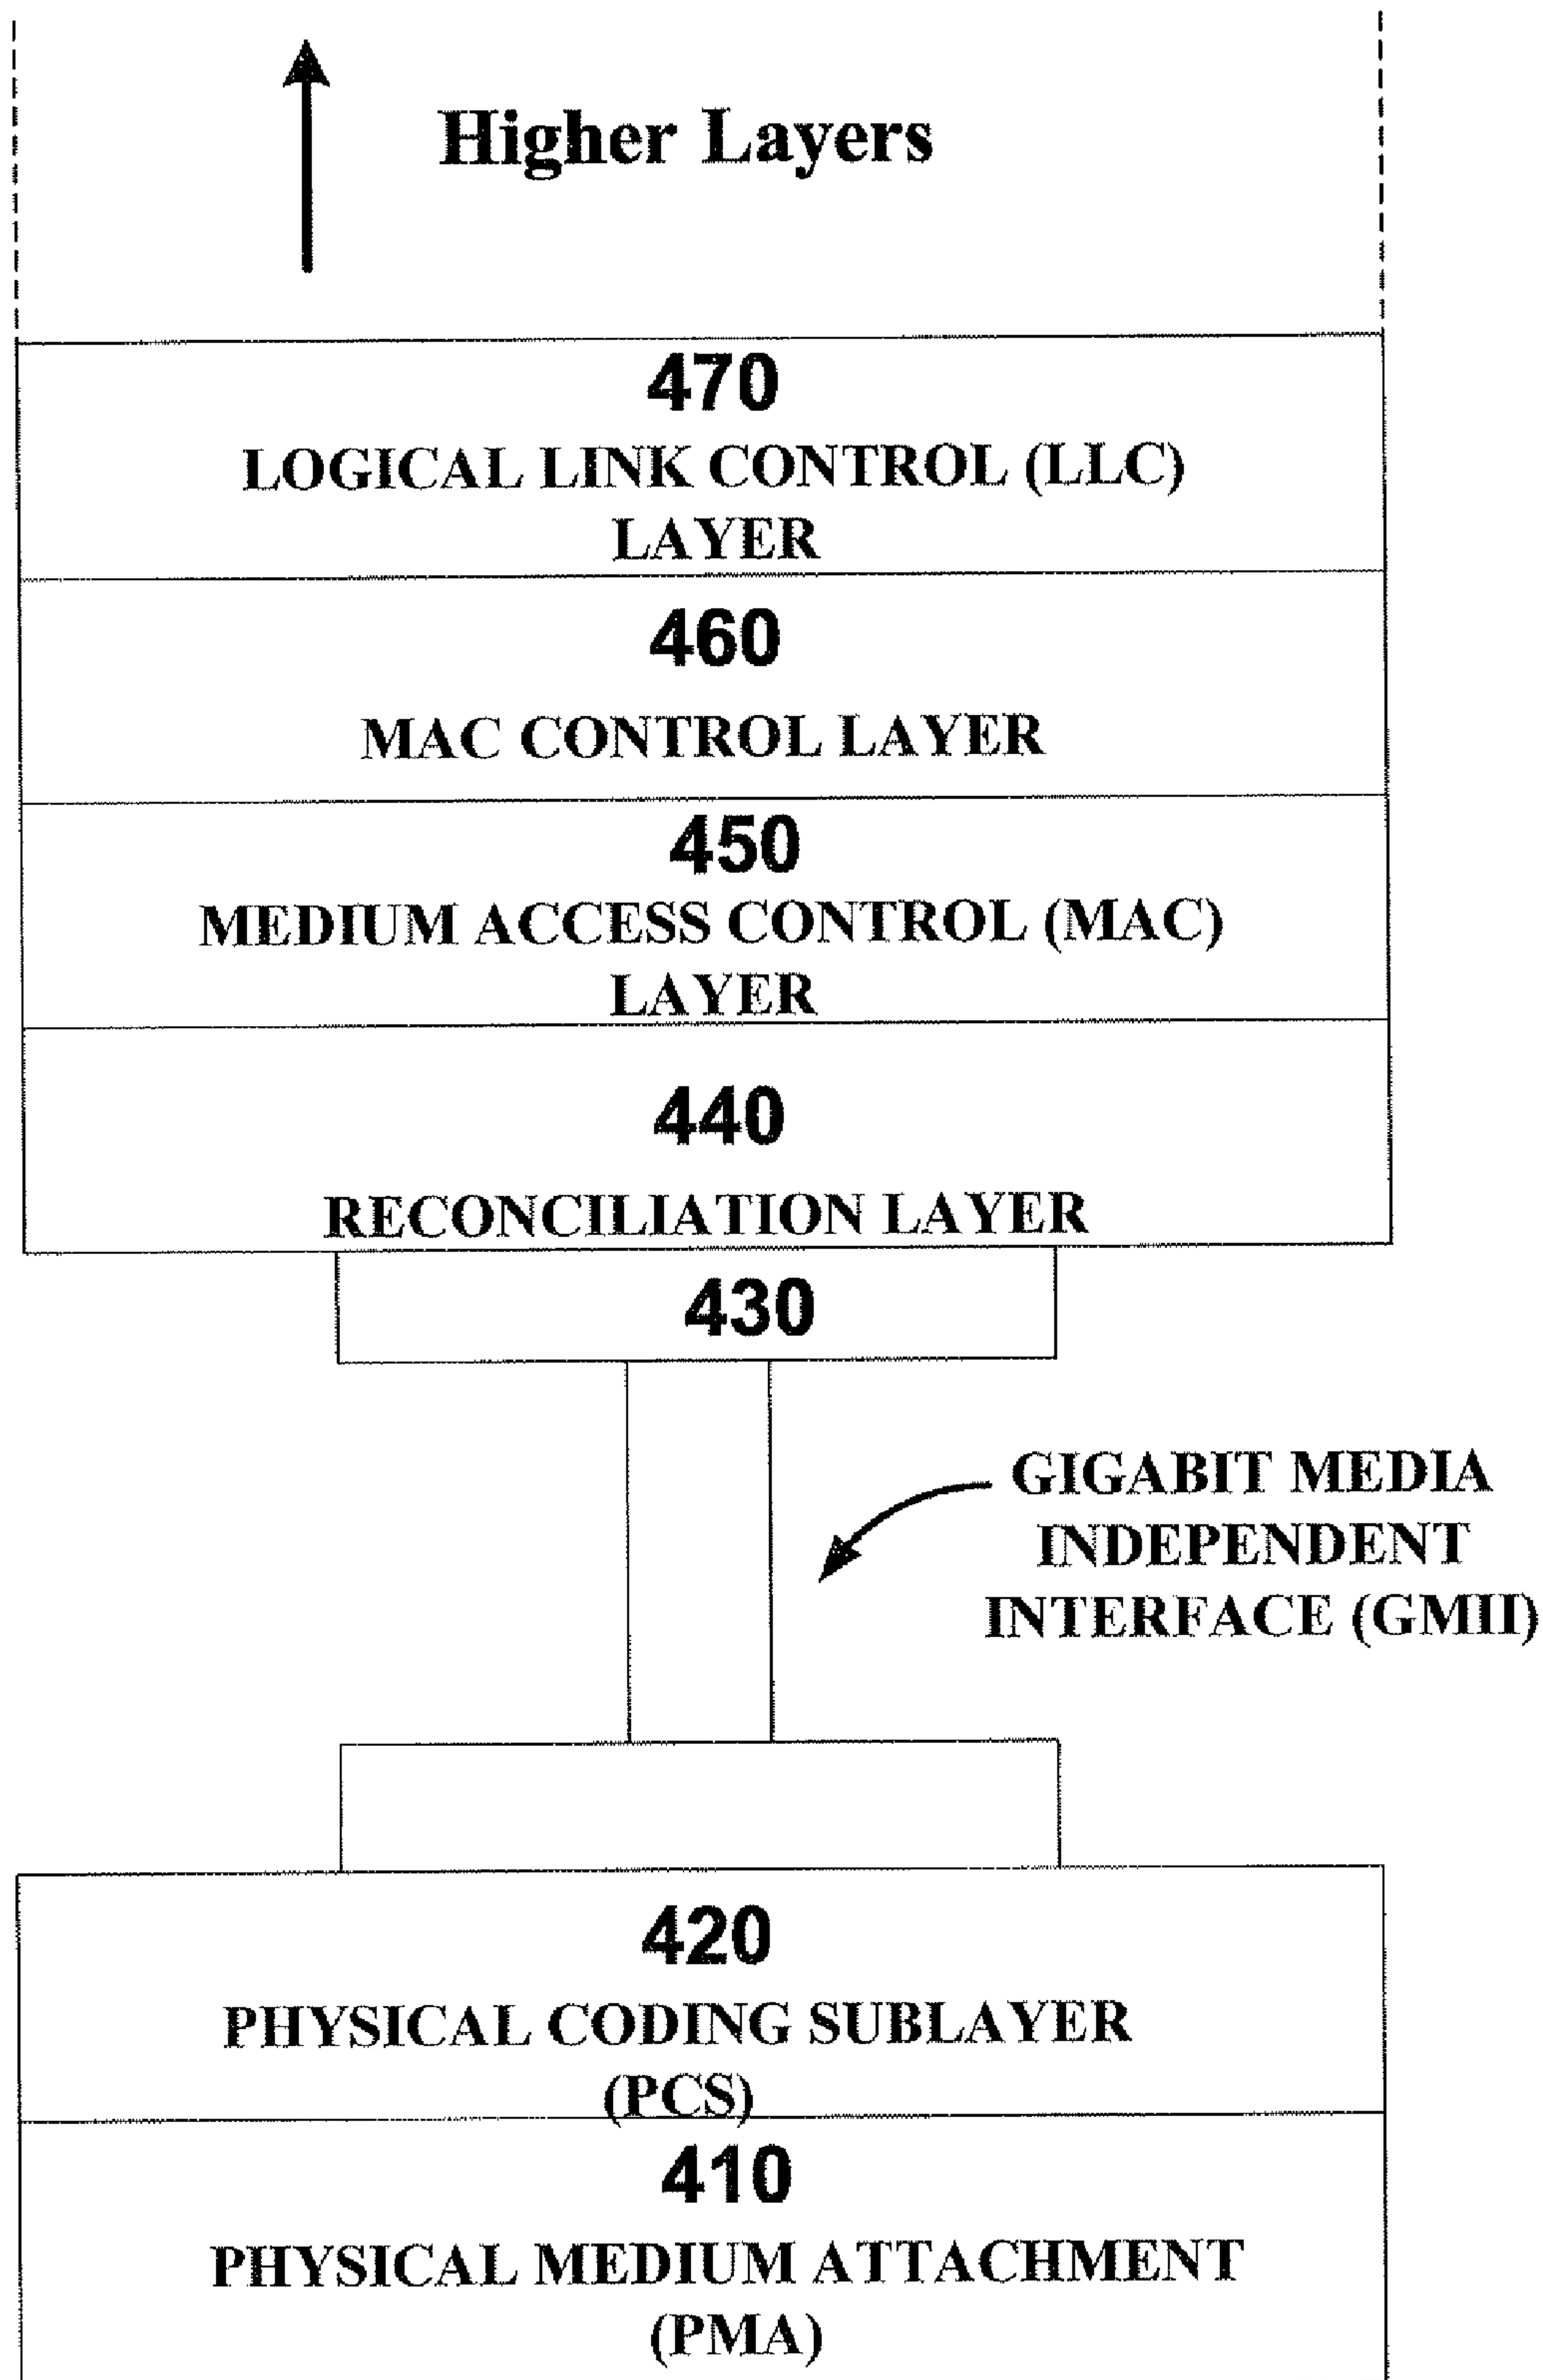 Higher Layers
470
LOGICAL LINK CONTROL (LLC)
LAYER
460
MAC CONTROL LAYER
450
MEDIUM ACCESS CONTROL (MAC)
LAYER
440
RECONCILIATION LAYER
430
GIGABIT MEDIA
INDEPENDENT
INTERFACE (GMII)
420
PHYSICAL CODING SUBLAYER
(PCS)
410
PHYSICAL MEDIUM ATTACHMENT
(PMA)